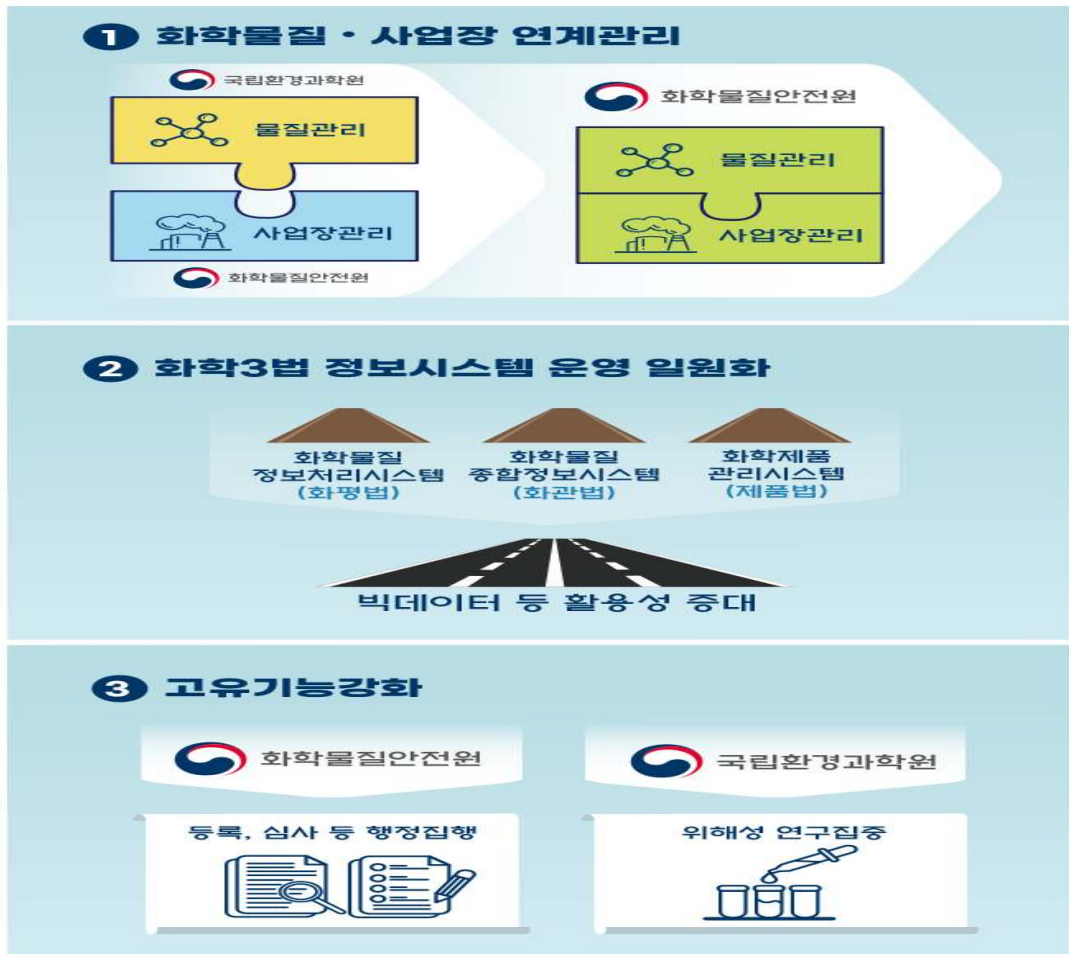 1 화학물질・사업장 연계관리
국립환경과학원
물질관리
사업장관리
화학물질안전원
화학물질안전원
물질관리
사업장관리
2 화학3법 정보시스템 운영 일원화
화학물질
정보처리시스템
(화평법)
화학물질
종합정보시스템
(화관법)
화학제품
관리시스템
(제품법)
빅데이터 등 활용성 증대
3 고유기능강화
화학물질안전원
등록, 심사 등 행정집행
국립환경과학원
위해성 연구집중